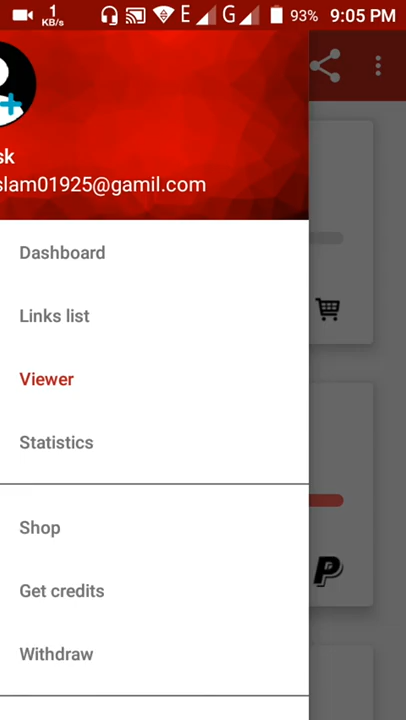 1
KB/s
E
G
93%
9:05 PM
sk
slam01925@gamil.com
Dashboard
Links list
Viewer
Statistics
Shop
Get credits
Withdraw